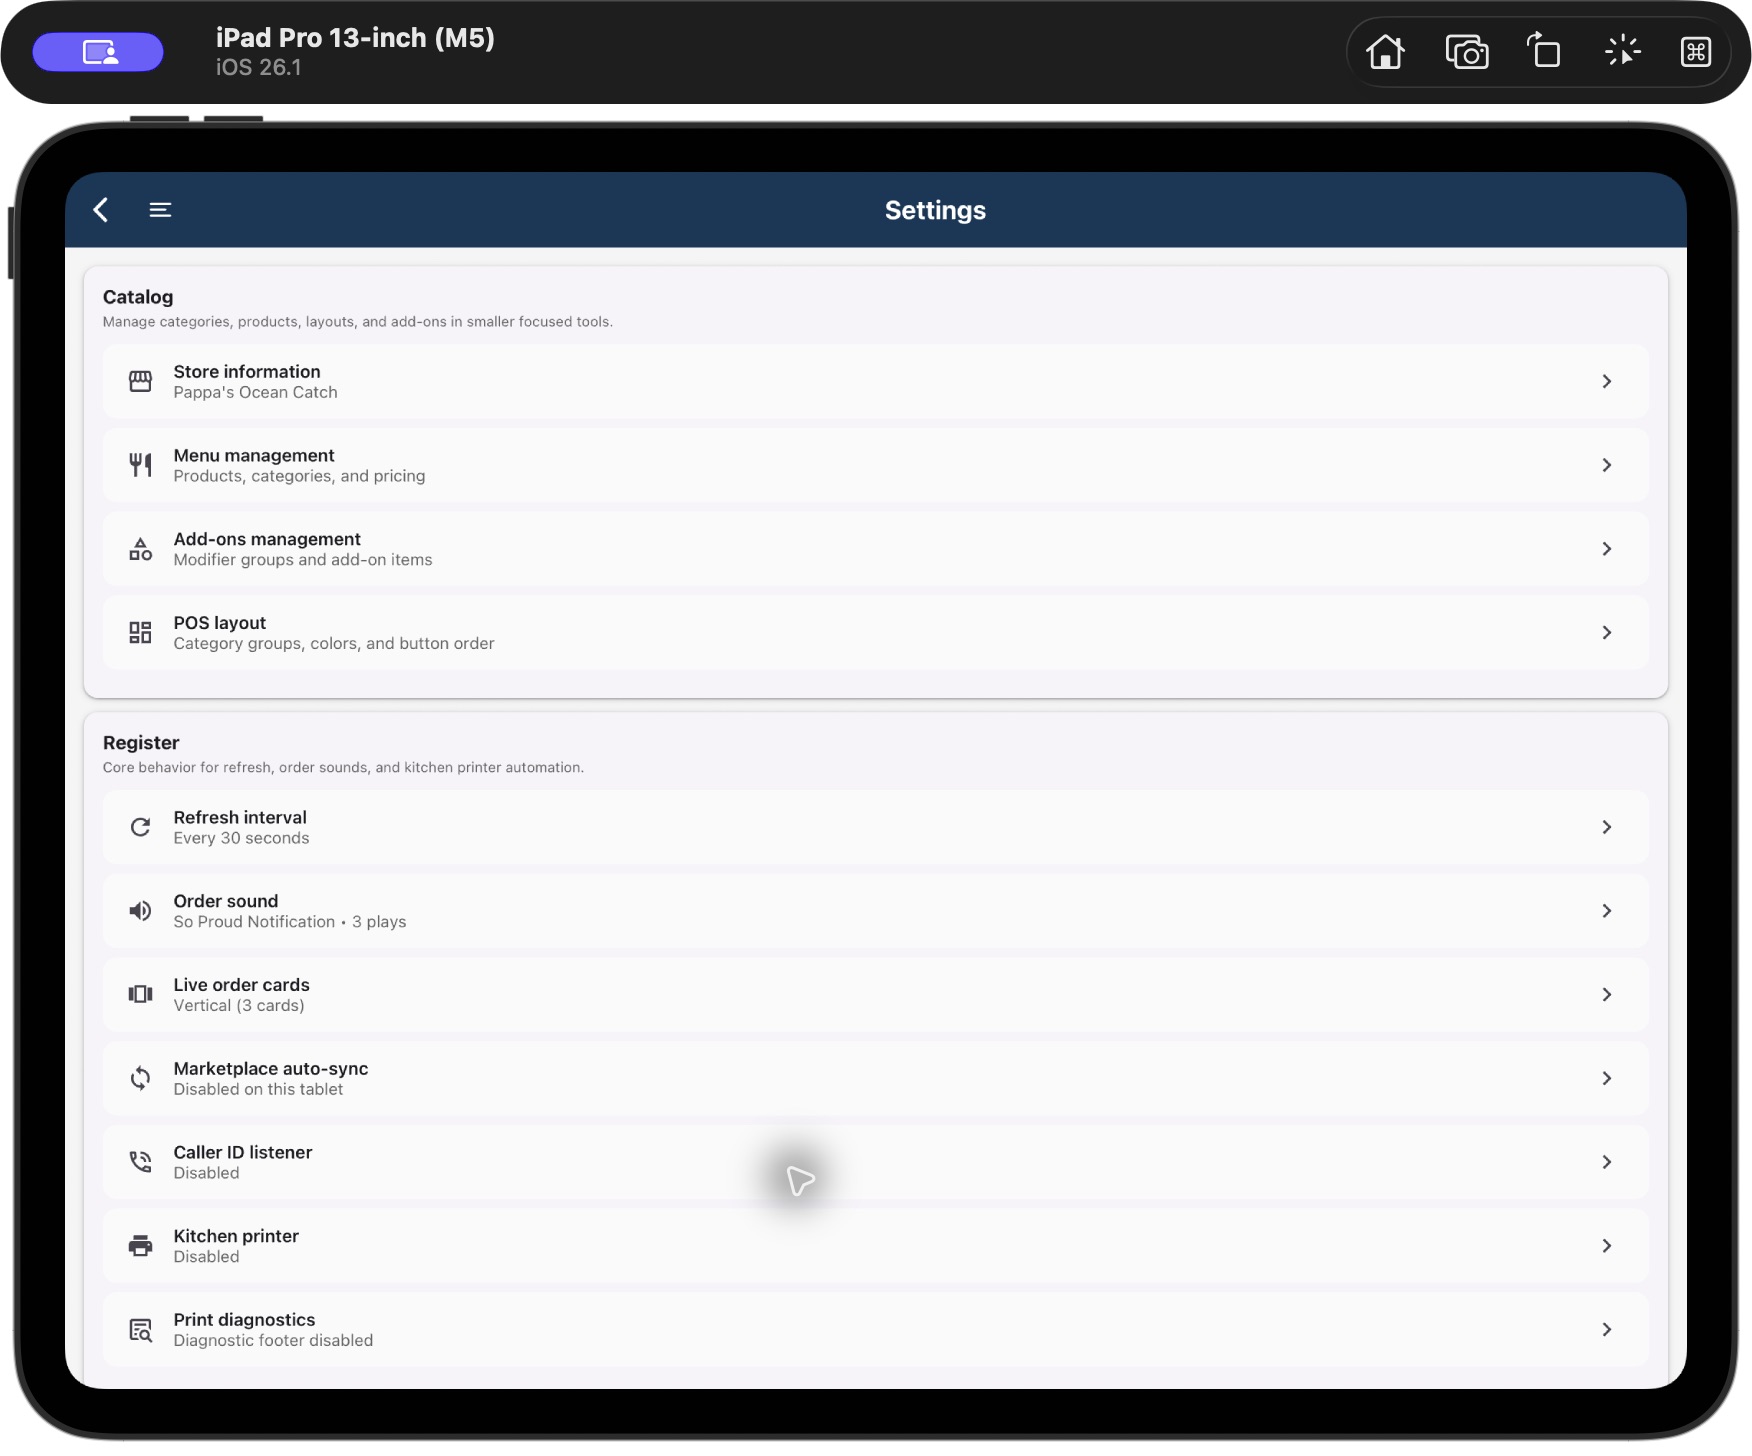 iPad Pro 13-inch (M5)
iOS 26.1
Settings
Catalog
Manage categories, products, layouts, and add-ons in smaller focused tools.
Store information
Pappa's Ocean Catch
Menu management
Products, categories, and pricing
Add-ons management
Modifier groups and add-on items
POS layout
Category groups, colors, and button order
Register
Core behavior for refresh, order sounds, and kitchen printer automation.
Refresh interval
Every 30 seconds
Order sound
So Proud Notification • 3 plays
Live order cards
Vertical (3 cards)
Marketplace auto-sync
Disabled on this tablet
Caller ID listener
Disabled
Kitchen printer
Disabled
Print diagnostics
Diagnostic footer disabled